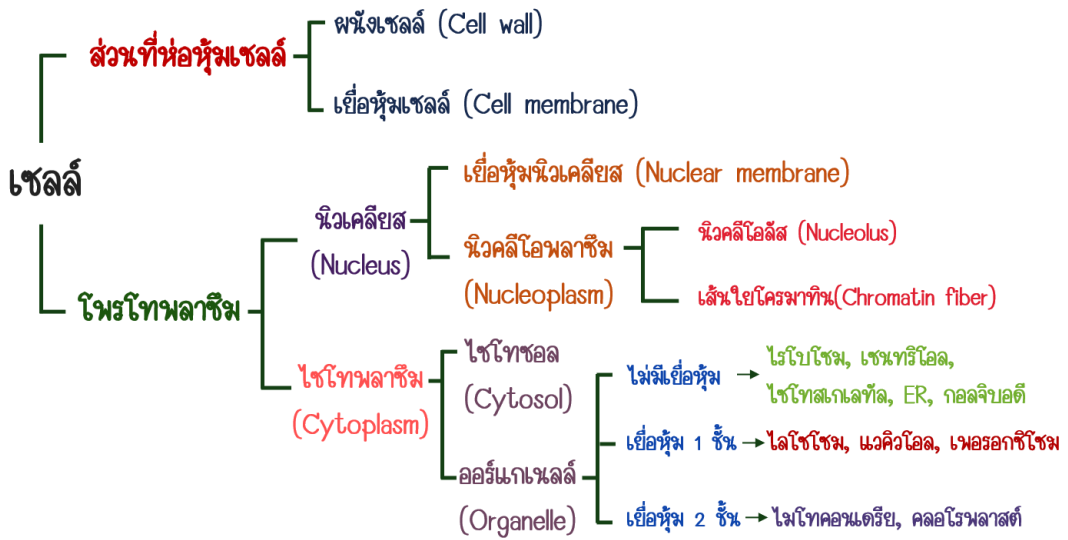 ส่วนที่ห่อหุ้มเซลล์
ผนังเซลล์ (Cell wall)
เยื่อหุ้มเซลล์ (Cell membrane)
เซลล์
โพรโทพลาซึม
นิวเคลียส
(Nucleus)
เยื่อหุ้มนิวเคลียส (Nuclear membrane)
นิวคลีโอพลาซึม
(Nucleoplasm)
นิวคลีโอลัส (Nucleolus)
เส้นใยโครมาทิน(Chromatin fiber)
ไซโทพลาซึม
(Cytoplasm)
ไซโทซอล
(Cytosol)
ออร์แกเนลล์
(Organelle)
ไม่มีเยื่อหุ้ม
ไรโบโซม, เซนทริโอล,
ไซโทสเกเลทัล, ER, กอลจิบอดี
เยื่อหุ้ม 1 ชั้น
ไลโซโซม, แวคิวโอล, เพอรอกซิโซม
เยื่อหุ้ม 2 ชั้น
ไมโทคอนเดรีย, คลอโรพลาสต์